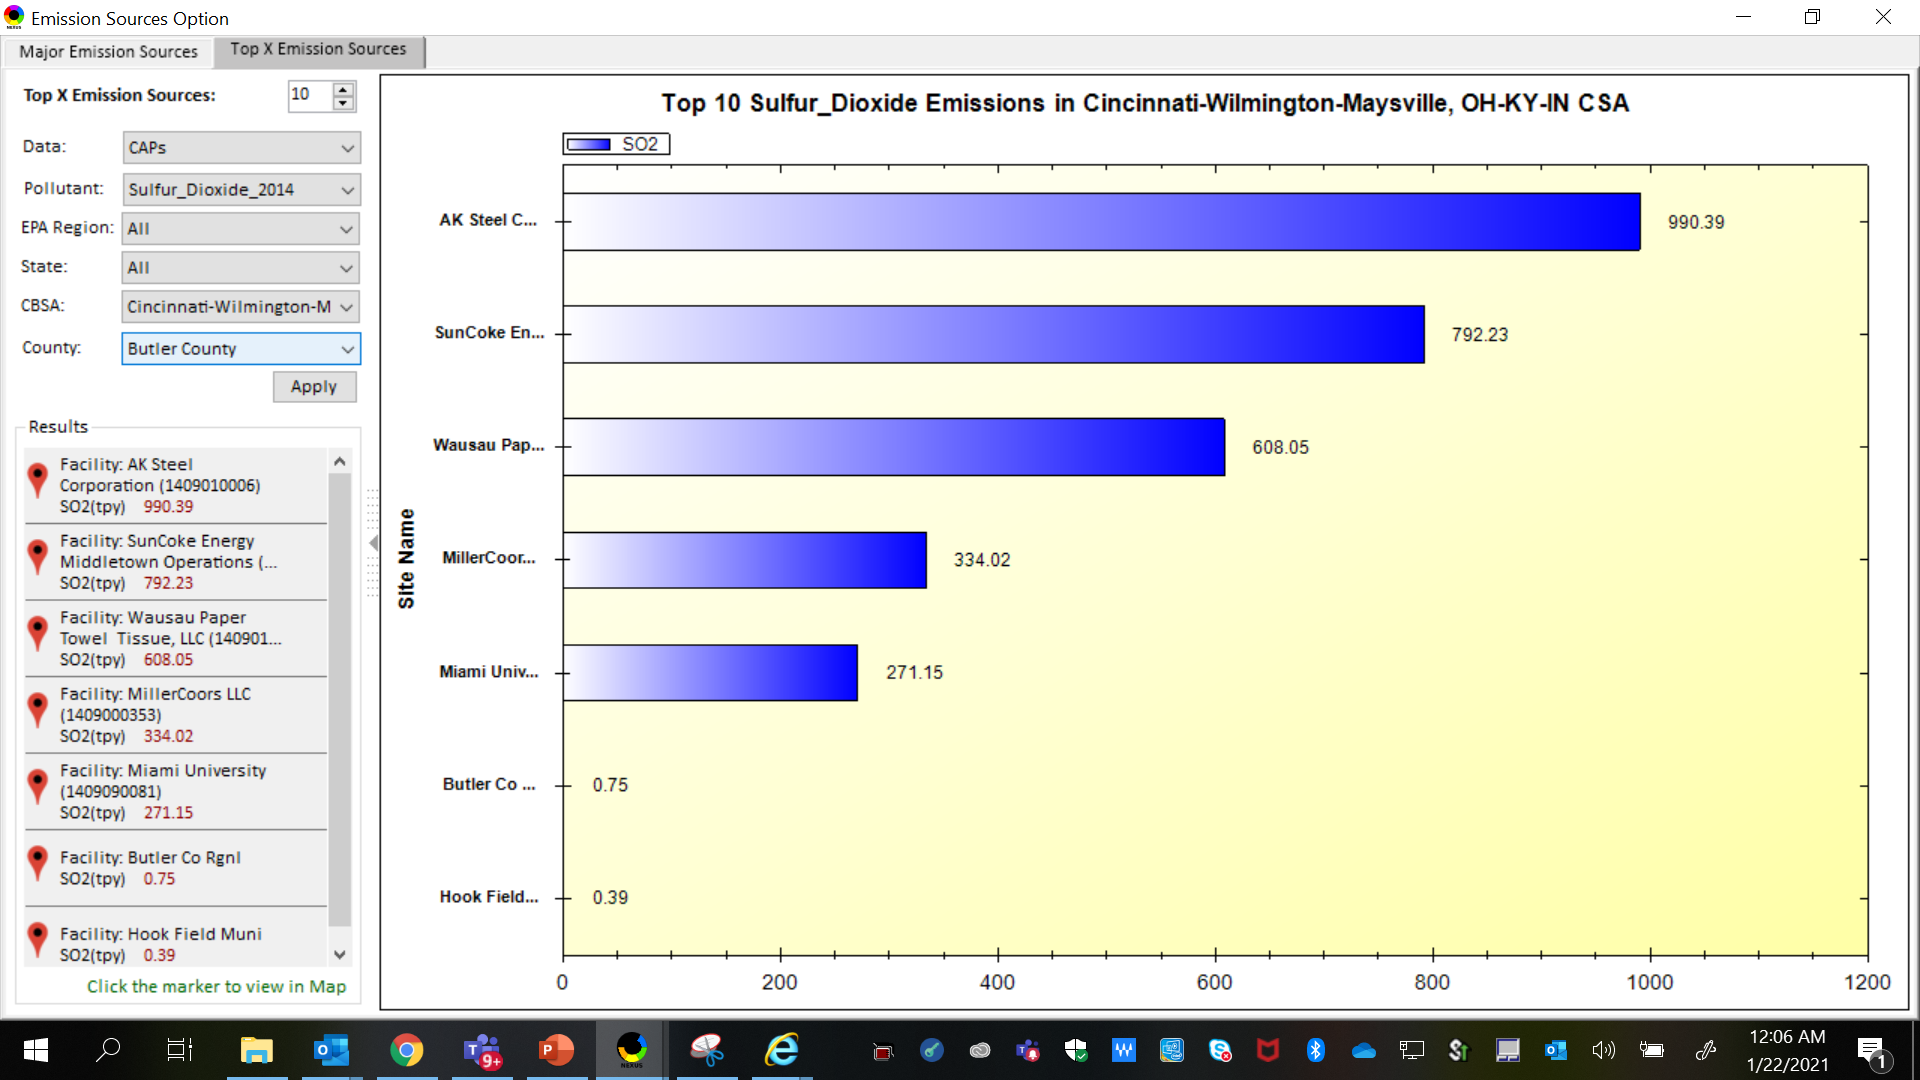 Emission Sources Option
Major Emission Sources
Top X Emission Sources
Top X Emission Sources:
10
Data:
CAPs
Pollutant:
Sulfur_Dioxide_2014
EPA Region:
All
State:
All
CBSA:
Cincinnati-Wilmington-M
County:
Butler County
Apply
Results
Facility: AK Steel
Corporation (1409010006)
SO2(tpy) 990.39
Facility: SunCoke Energy
Middletown Operations (...
SO2(tpy) 792.23
Facility: Wausau Paper
Towel Tissue, LLC (140901...
SO2(tpy) 608.05
Facility: MillerCoors LLC
(1409000353)
SO2(tpy) 334.02
Facility: Miami University
(1409090081)
SO2(tpy) 271.15
Facility: Butler Co Rgnl
SO2(tpy) 0.75
Facility: Hook Field Muni
SO2(tpy) 0.39
Click the marker to view in Map
Top 10 Sulfur_Dioxide Emissions in Cincinnati-Wilmington-Maysville, OH-KY-IN CSA
SO2
Site Name
AK Steel C...
990.39
SunCoke En...
792.23
Wausau Pap...
608.05
MillerCoor...
334.02
Miami Univ...
271.15
Butler Co ...
0.75
Hook Field...
0.39
0 200 400 600 800 1000 1200
9+
NEXUS
12:06 AM
1/22/2021
1